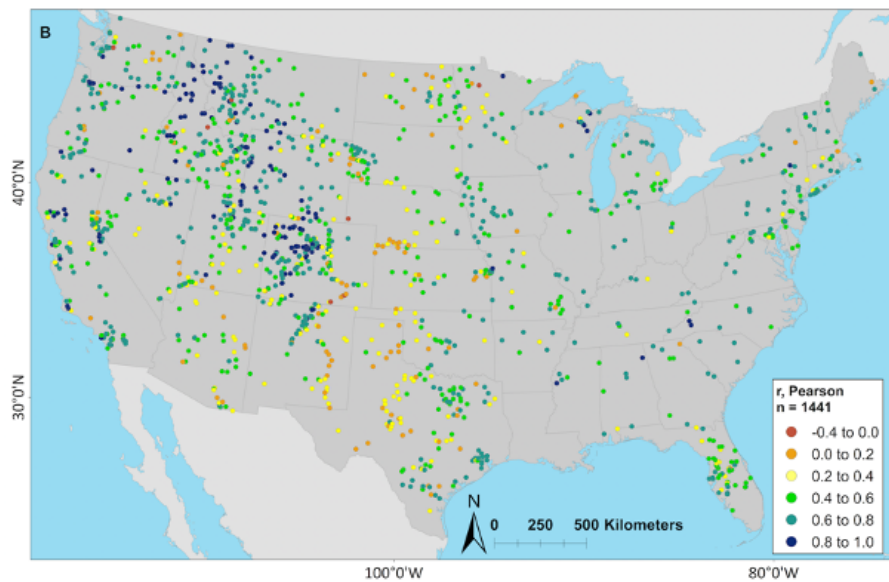 B
40°0'N
30°0'N
r, Pearson
n = 1441
-0.4 to 0.0
0.0 to 0.2
0.2 to 0.4
0.4 to 0.6
0.6 to 0.8
0.8 to 1.0
N
0 250 500 Kilometers
100°0'W 80°0'W